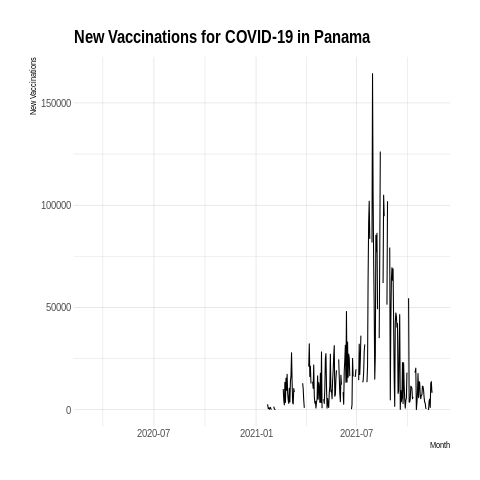 New Vaccinations for COVID-19 in Panama
New Vaccinations
150000
100000
50000
0
2020-07
2021-01
2021-07
Month